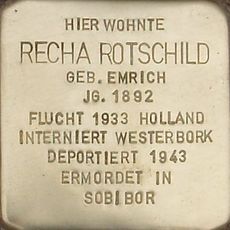 HIER WOHNTE
RECHA ROTSCHILD
GEB. EMRICH
JG. 1892
FLUCHT 1933 HOLLAND
INTERNIERT WESTERBORK
DEPORTIERT 1943
ERMORDET IN
SOBIBOR